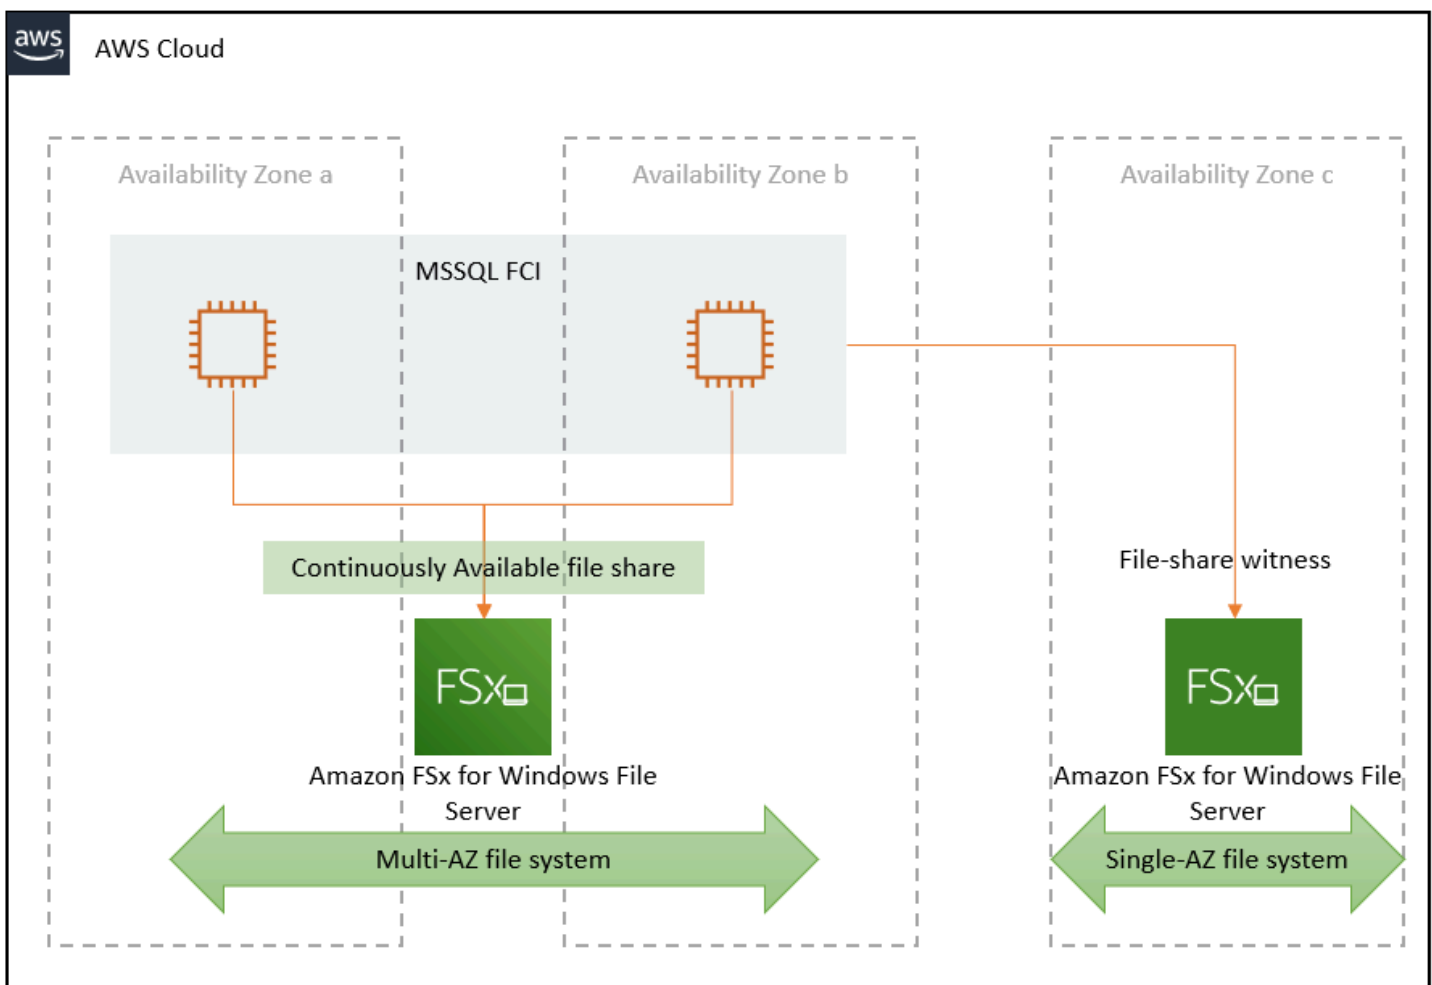 aws
AWS Cloud
Availability Zone a
Availability Zone b
Availability Zone c
MSSQL FCI
Continuously Available file share
File-share witness
FSx
FSx
Amazon FSx for Windows File
Server
Amazon FSx for Windows File
Server
Multi-AZ file system
Single-AZ file system